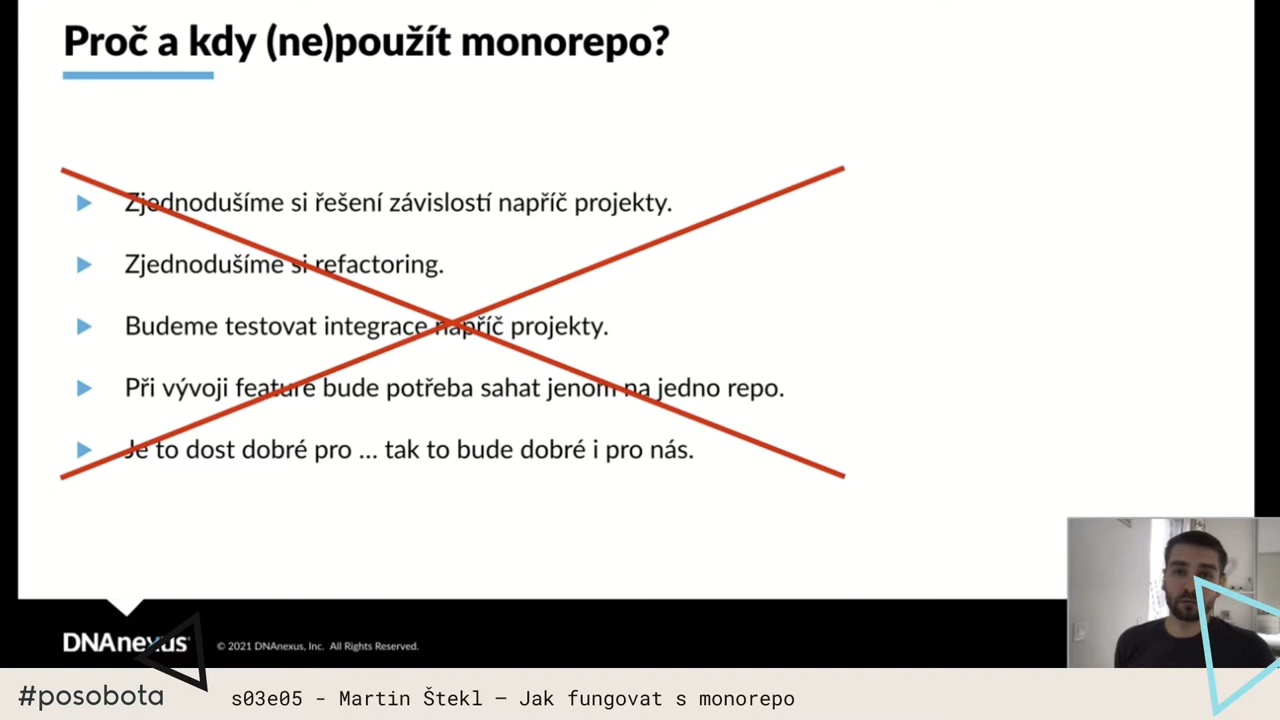 Proč a kdy (ne)použít monorepo?
Zjednodušíme si řešení závislostí napříč projekty.
Zjednodušíme si refactoring.
Budeme testovat integrace napříč projekty.
Při vývoji feature bude potřeba sahat jenom na jedno repo.
Je to dost dobré pro ... tak to bude dobré i pro nás.
DNAnexus
© 2021 DNAnexus, Inc. All Rights Reserved.
#posobota
s03e05 - Martin Štekl – Jak fungovat s monorepo